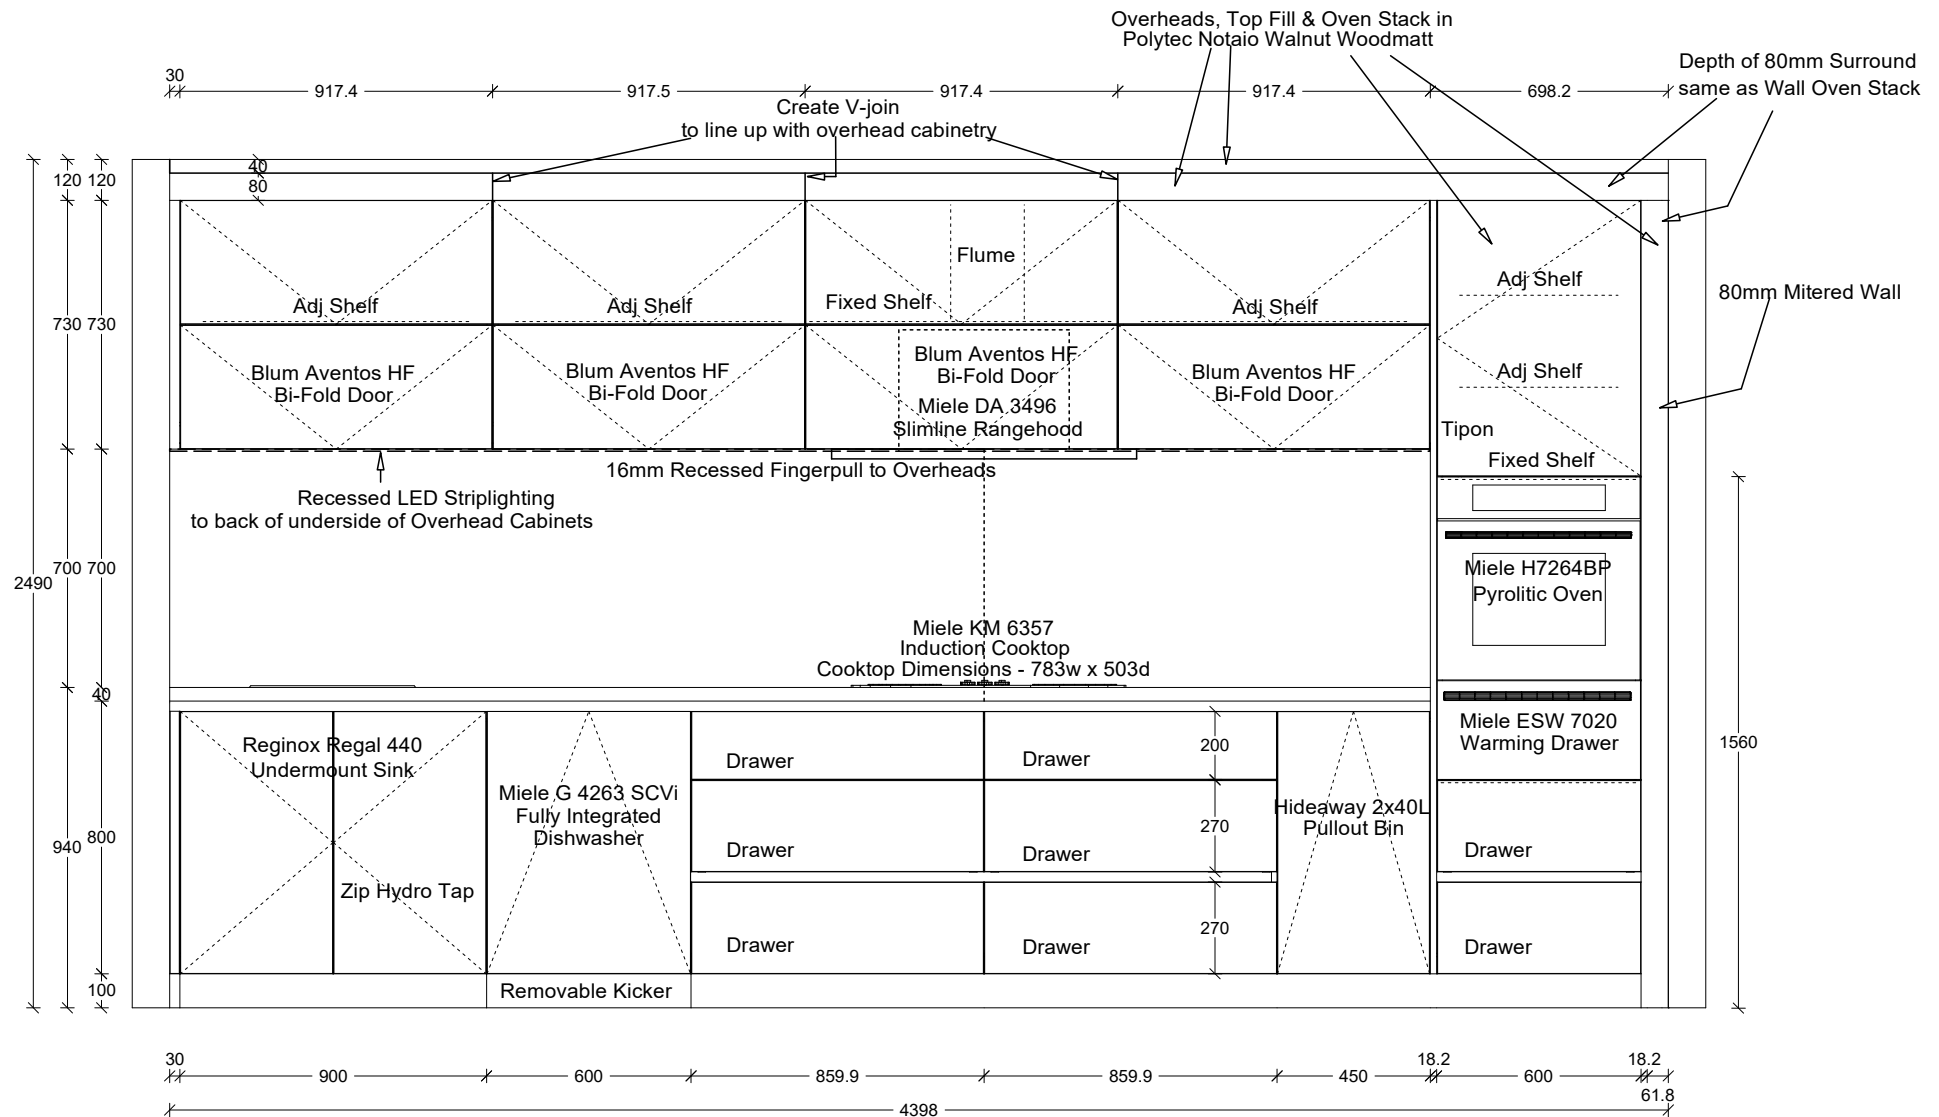 Overheads, Top Fill & Oven Stack in
Polytec Notaio Walnut Woodmatt
Depth of 80mm Surround
same as Wall Oven Stack
30
917.4
917.5
917.4
917.4
698.2
Create V-join
to line up with overhead cabinetry
40
120
120
80
Flume
Adj Shelf
Adj Shelf
Fixed Shelf
Adj Shelf
Adj Shelf
80mm Mitered Wall
730
730
Blum Aventos HF
Bi-Fold Door
Blum Aventos HF
Bi-Fold Door
Blum Aventos HF
Bi-Fold Door
Miele DA 3496
Slimline Rangehood
Blum Aventos HF
Bi-Fold Door
Adj Shelf
Tipon
Fixed Shelf
16mm Recessed Fingerpull to Overheads
Recessed LED Striplighting
to back of underside of Overhead Cabinets
2490
700
700
Miele H7264BP
Pyrolitic Oven
Miele KM 6357
Induction Cooktop
Cooktop Dimensions - 783w x 503d
40
Reginox Regal 440
Undermount Sink
Drawer
Drawer
200
Miele ESW 7020
Warming Drawer
1560
Miele G 4263 SCVi
Fully Integrated
Dishwasher
Hideaway 2x40L
Pullout Bin
940
800
Drawer
Drawer
270
Drawer
Zip Hydro Tap
Drawer
Drawer
270
Drawer
100
Removable Kicker
30
900
600
859.9
859.9
450
18.2
600
18.2
61.8
4398